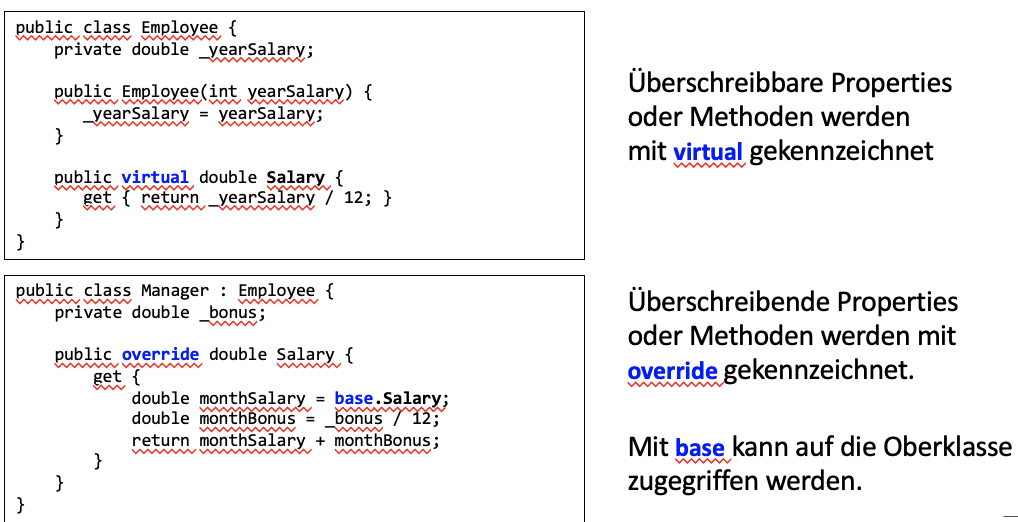 public class Employee {
    private double _yearSalary;

    public Employee(int yearSalary) {
       _yearSalary = yearSalary;
    }

    public virtual double Salary {
       get { return _yearSalary / 12; }
    }
}
Überschreibbare Properties
oder Methoden werden
mit virtual gekennzeichnet
public class Manager : Employee {
    private double _bonus;

    public override double Salary {
        get {
            double monthSalary = base.Salary;
            double monthBonus = _bonus / 12;
            return monthSalary + monthBonus;
        }
    }
}
Überschreibende Properties
oder Methoden werden mit
override gekennzeichnet.
Mit base kann auf die Oberklasse
zugegriffen werden.